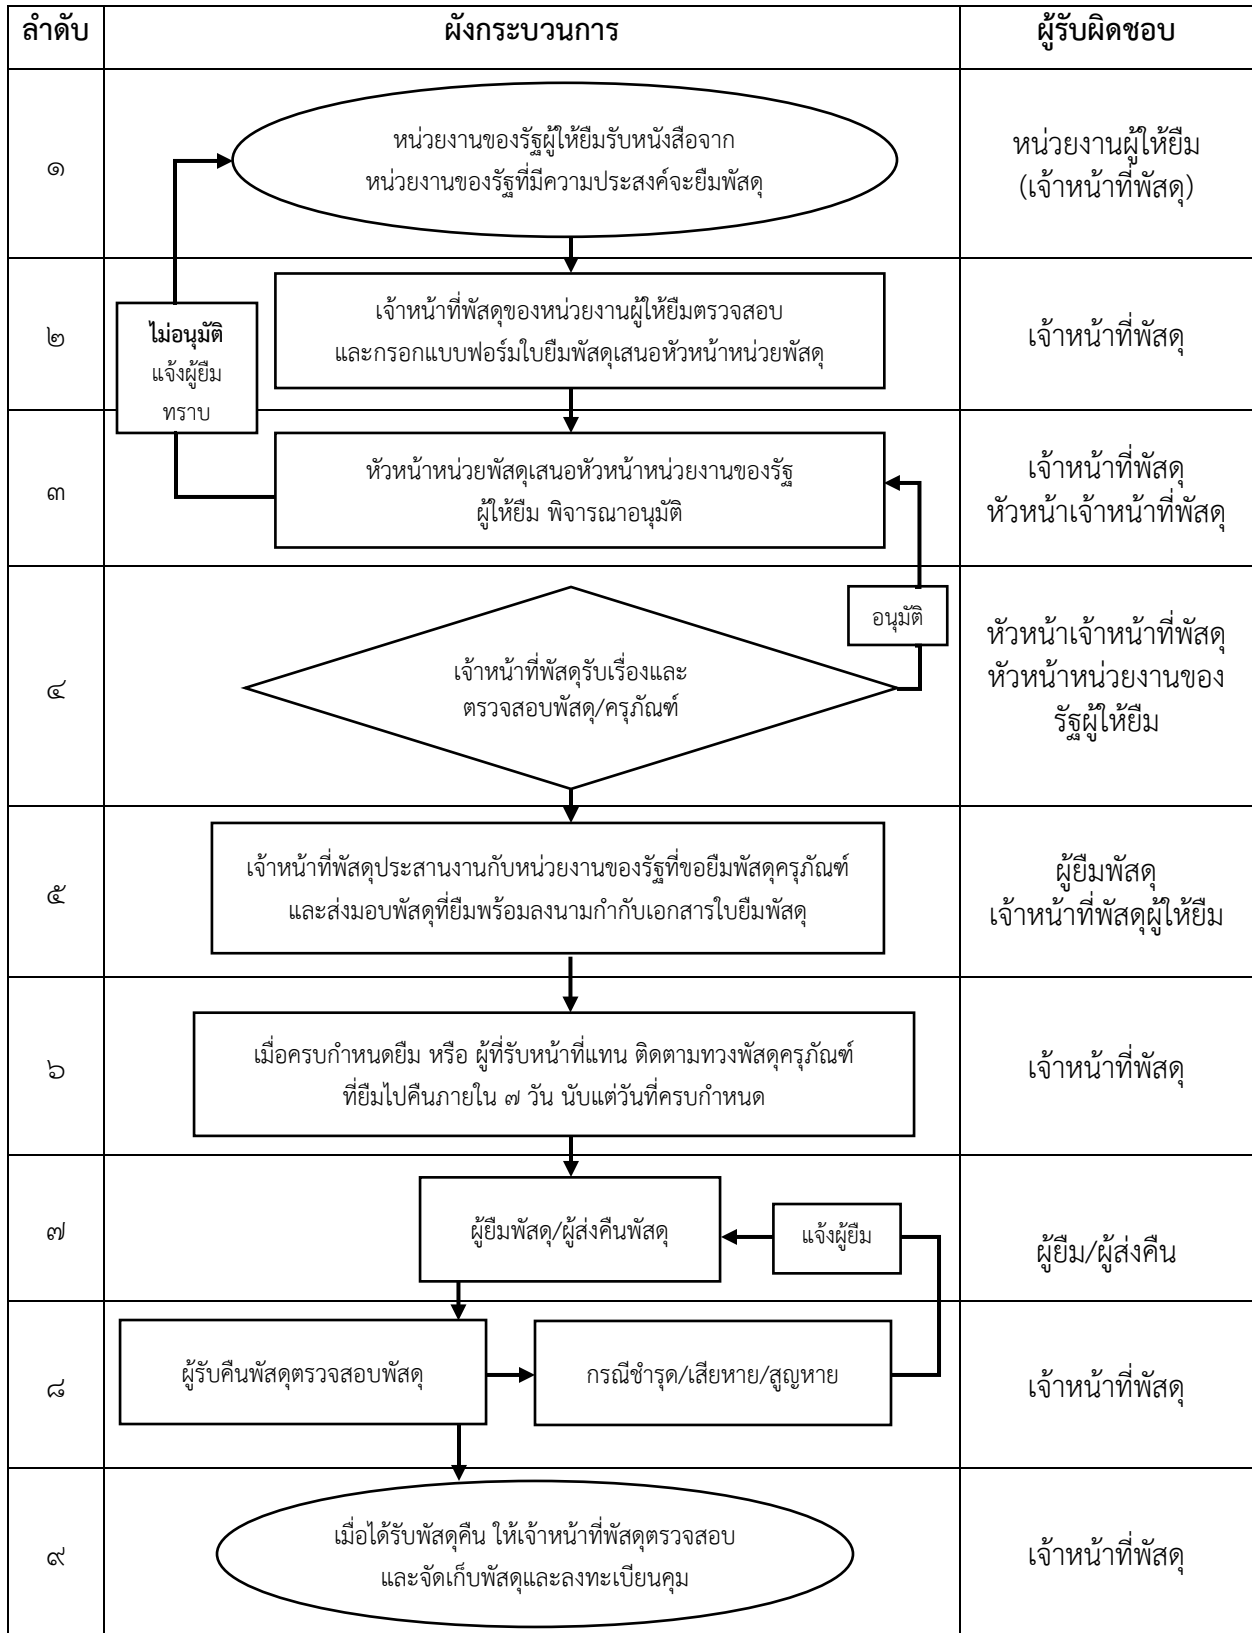 ลำดับ
ผังกระบวนการ
ผู้รับผิดชอบ
๑
หน่วยงานของรัฐผู้ให้ยืมรับหนังสือจาก
หน่วยงานของรัฐที่มีความประสงค์จะยืมพัสดุ
หน่วยงานผู้ให้ยืม
(เจ้าหน้าที่พัสดุ)
๒
ไม่อนุมัติ
แจ้งผู้ยืม
ทราบ
เจ้าหน้าที่พัสดุของหน่วยงานผู้ให้ยืมตรวจสอบ
และกรอกแบบฟอร์มใบยืมพัสดุเสนอหัวหน้าหน่วยพัสดุ
เจ้าหน้าที่พัสดุ
๓
หัวหน้าหน่วยพัสดุเสนอหัวหน้าหน่วยงานของรัฐ
ผู้ให้ยืม พิจารณาอนุมัติ
เจ้าหน้าที่พัสดุ
หัวหน้าเจ้าหน้าที่พัสดุ
๔
เจ้าหน้าที่พัสดุรับเรื่องและ
ตรวจสอบพัสดุ/ครุภัณฑ์
อนุมัติ
หัวหน้าเจ้าหน้าที่พัสดุ
หัวหน้าหน่วยงานของ
รัฐผู้ให้ยืม
๕
เจ้าหน้าที่พัสดุประสานงานกับหน่วยงานของรัฐที่ขอยืมพัสดุครุภัณฑ์
และส่งมอบพัสดุที่ยืมพร้อมลงนามกำกับเอกสารใบยืมพัสดุ
ผู้ยืมพัสดุ
เจ้าหน้าที่พัสดุผู้ให้ยืม
๖
เมื่อครบกำหนดยืม หรือ ผู้ที่รับหน้าที่แทน ติดตามทวงพัสดุครุภัณฑ์
ที่ยืมไปคืนภายใน ๗ วัน นับแต่วันที่ครบกำหนด
เจ้าหน้าที่พัสดุ
๗
ผู้ยืมพัสดุ/ผู้ส่งคืนพัสดุ
แจ้งผู้ยืม
ผู้ยืม/ผู้ส่งคืน
๘
ผู้รับคืนพัสดุตรวจสอบพัสดุ
กรณีชำรุด/เสียหาย/สูญหาย
เจ้าหน้าที่พัสดุ
๙
เมื่อได้รับพัสดุคืน ให้เจ้าหน้าที่พัสดุตรวจสอบ
และจัดเก็บพัสดุและลงทะเบียนคุม
เจ้าหน้าที่พัสดุ